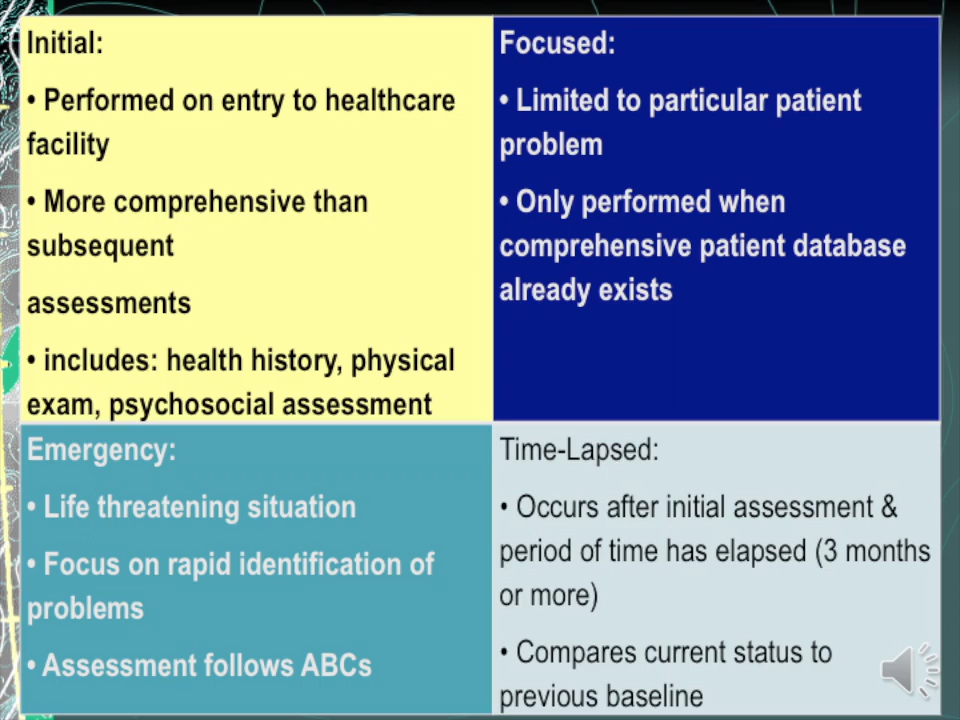 Initial:
• Performed on entry to healthcare
facility
• More comprehensive than
subsequent
assessments
• includes: health history, physical
exam, psychosocial assessment
Focused:
• Limited to particular patient
problem
• Only performed when
comprehensive patient database
already exists
Emergency:
• Life threatening situation
• Focus on rapid identification of
problems
• Assessment follows ABCs
Time-Lapsed:
• Occurs after initial assessment &
period of time has elapsed (3 months
or more)
• Compares current status to
previous baseline